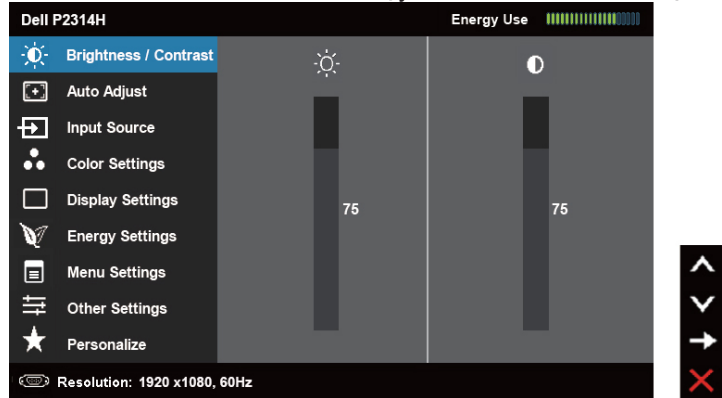 Dell P2314H
Energy Use
Brightness / Contrast
Auto Adjust
Input Source
Color Settings
Display Settings
Energy Settings
Menu Settings
Other Settings
Personalize
75
75
Resolution: 1920 x1080, 60Hz